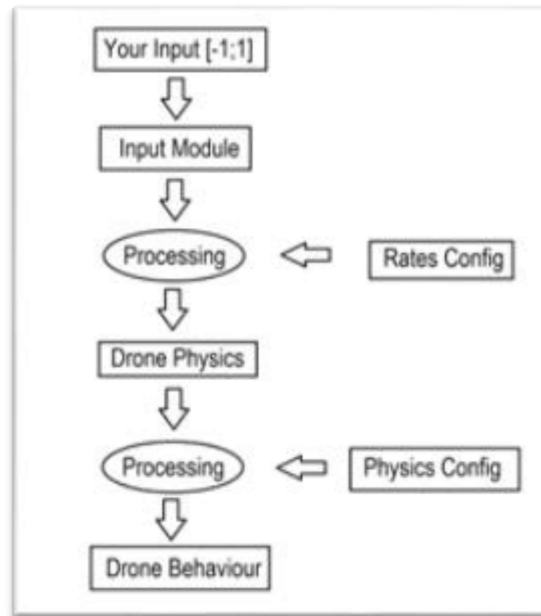 Your Input [-1;1]
Input Module
Processing
Rates Config
Drone Physics
Processing
Physics Config
Drone Behaviour